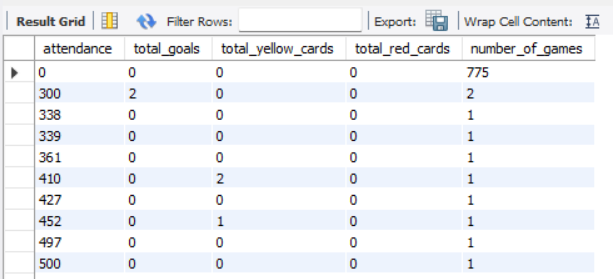 Result Grid Filter Rows: Export: Wrap Cell Content: IA
attendance total_goals total_yellow_cards total_red_cards number_of_games
0 0 0 0 775
300 2 0 0 2
338 0 0 0 1
339 0 0 0 1
361 0 0 0 1
410 0 2 0 1
427 0 0 0 1
452 0 1 0 1
497 0 0 0 1
500 0 0 0 1